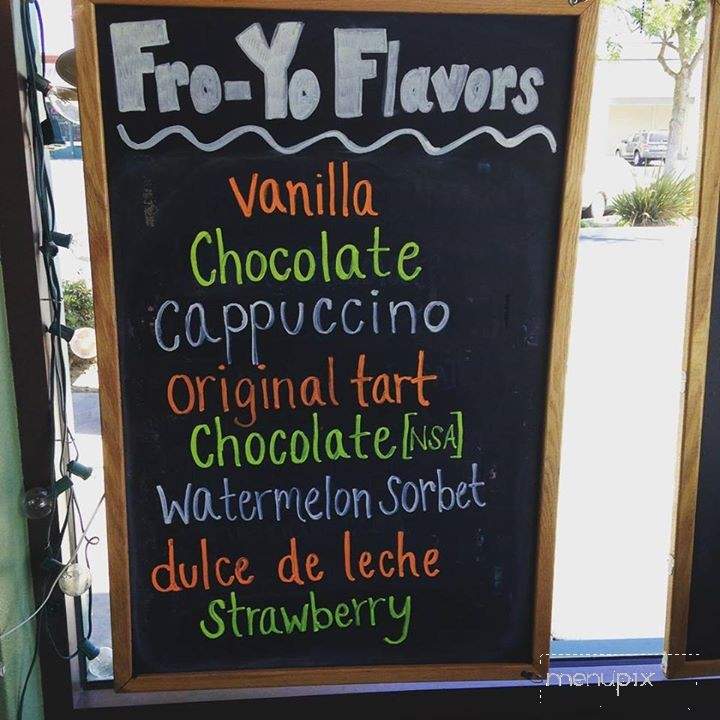 Fro-Yo Flavors
Vanilla
Chocolate
Cappuccino
Original tart
Chocolate [NSA]
Watermelon Sorbet
dulce de leche
Strawberry
menupix